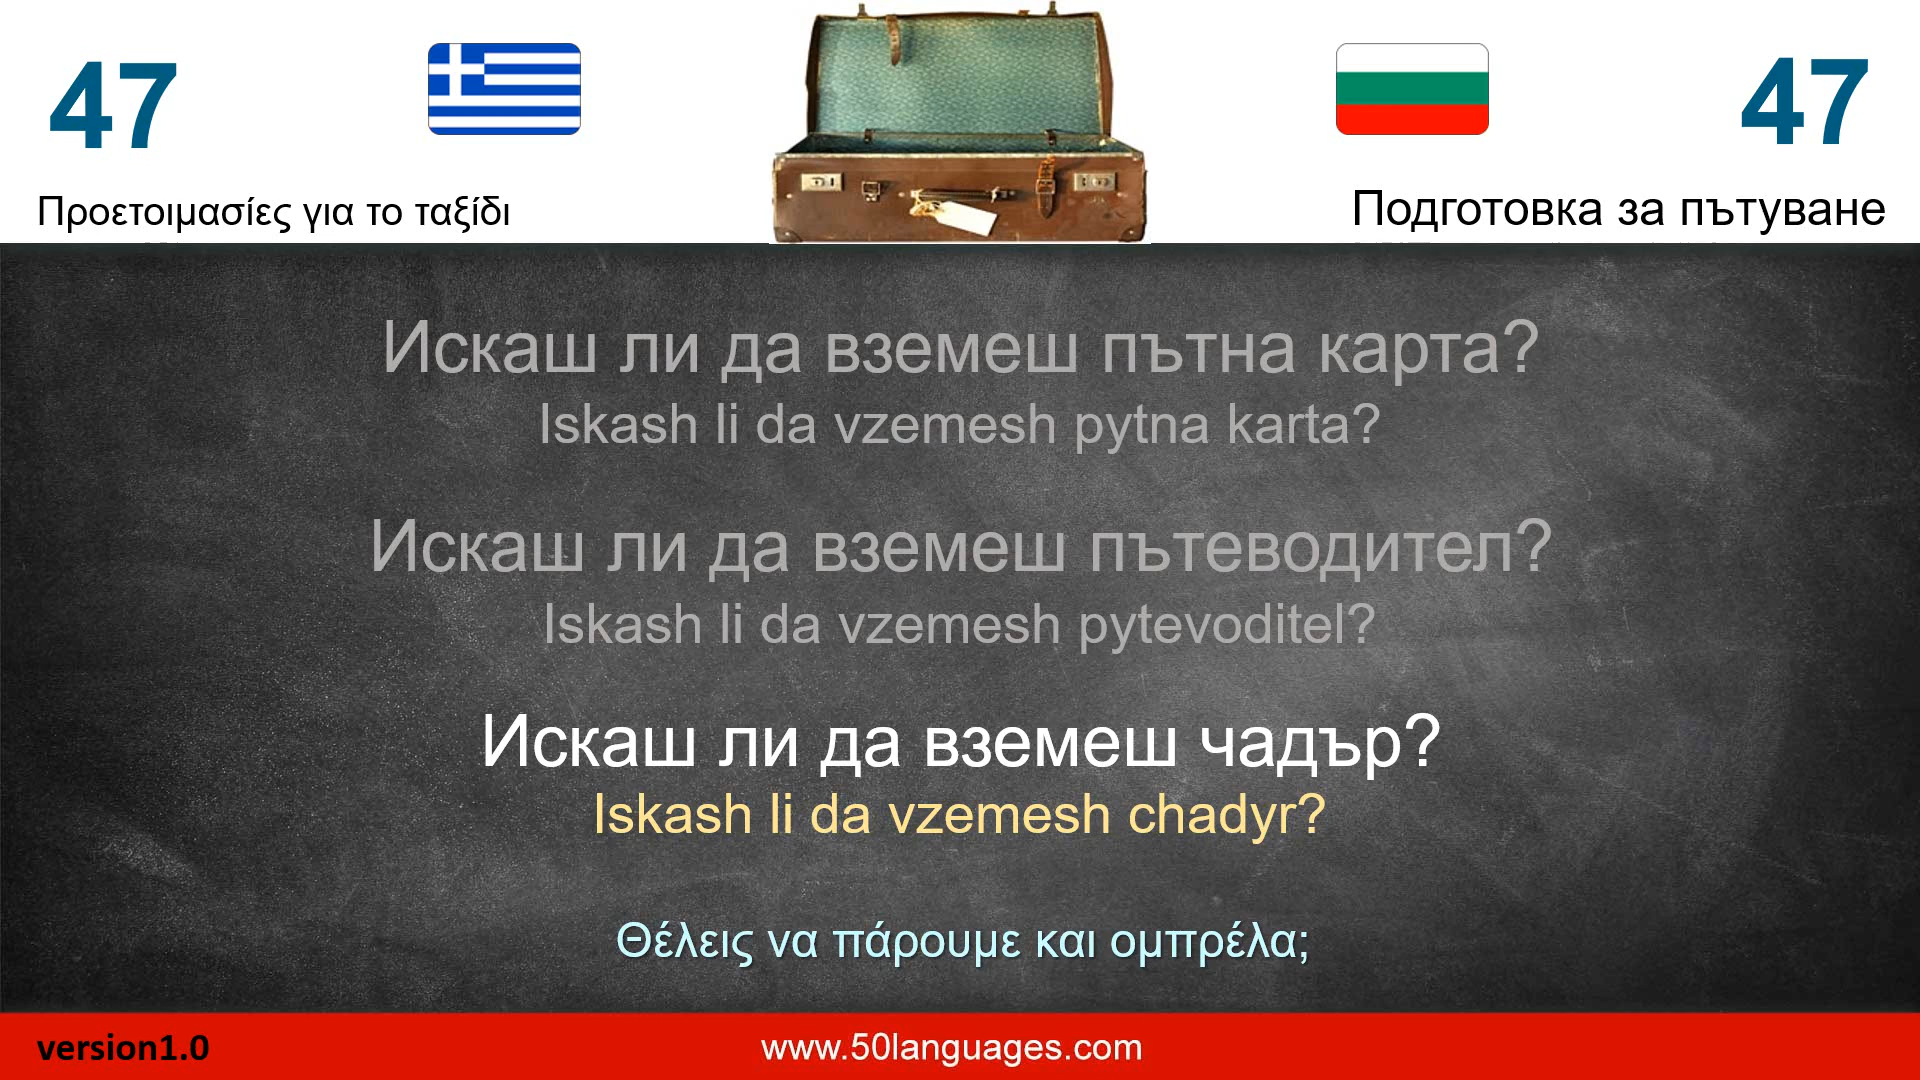 47
47
Προετοιμασίες για το ταξίδι
Подготовка за пътуване
Искаш ли да вземеш пътна карта?
Iskash li da vzemesh pytna karta?
Искаш ли да вземеш пътеводител?
Iskash li da vzemesh pytevoditel?
Искаш ли да вземеш чадър?
Iskash li da vzemesh chadyr?
Θέλεις να πάρουμε και ομπρέλα;
version1.0
www.50languages.com